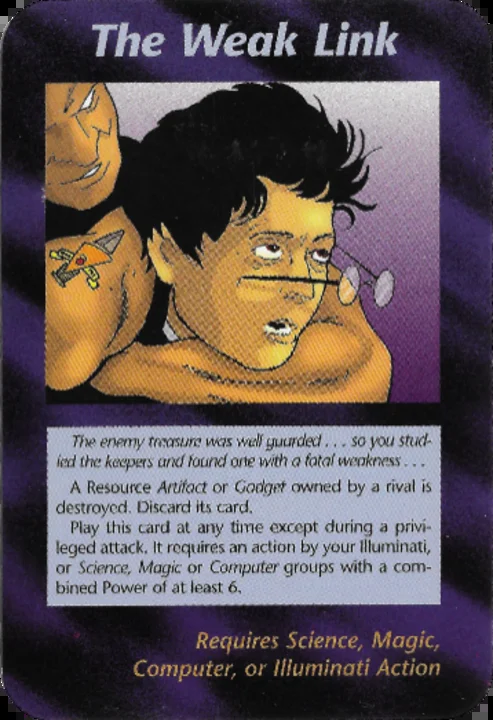 The Weak Link
The enemy treasure was well guarded . . . so you stud-
ied the keepers and found one with a fatal weakness . . .
A Resource Artifact or Gadget owned by a rival is
destroyed. Discard its card.
Play this card at any time except during a privi-
leged attack. It requires an action by your Illuminati,
or Science, Magic or Computer groups with a com-
bined Power of at least 6.
Requires Science, Magic,
Computer, or Illuminati Action